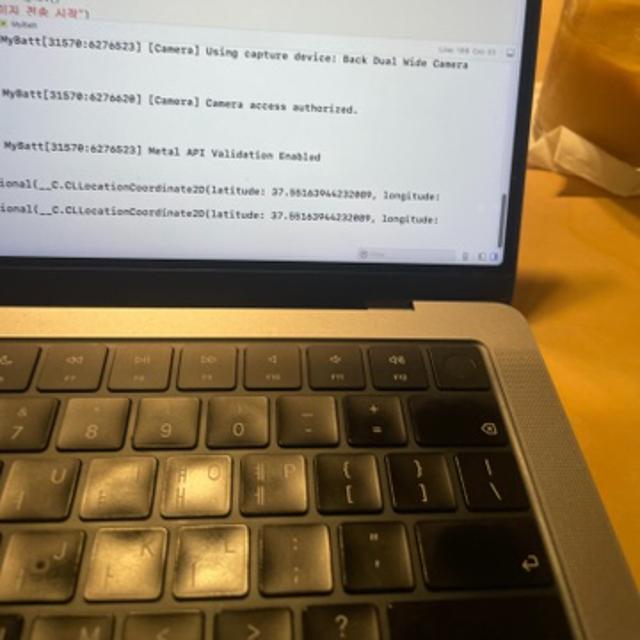 이지 전송 시작")
MyBatt
MyBatt[31570:6276523] [Camera] Using capture device: Back Dual Wide Camera
MyBatt[31570:6276620] [Camera] Camera access authorized.
MyBatt[31570:6276523] Metal API Validation Enabled
ional(__C.CLLocationCoordinate2D(latitude: 37.55163944232009, longitude:
ional(__C.CLLocationCoordinate2D(latitude: 37.55163944232009, longitude:
F7 F8 F9 F10 F11 F12
& 7 8 9 0 — - + =
U I O P { [ } ] | \
J K L : ; " '
M < > ?